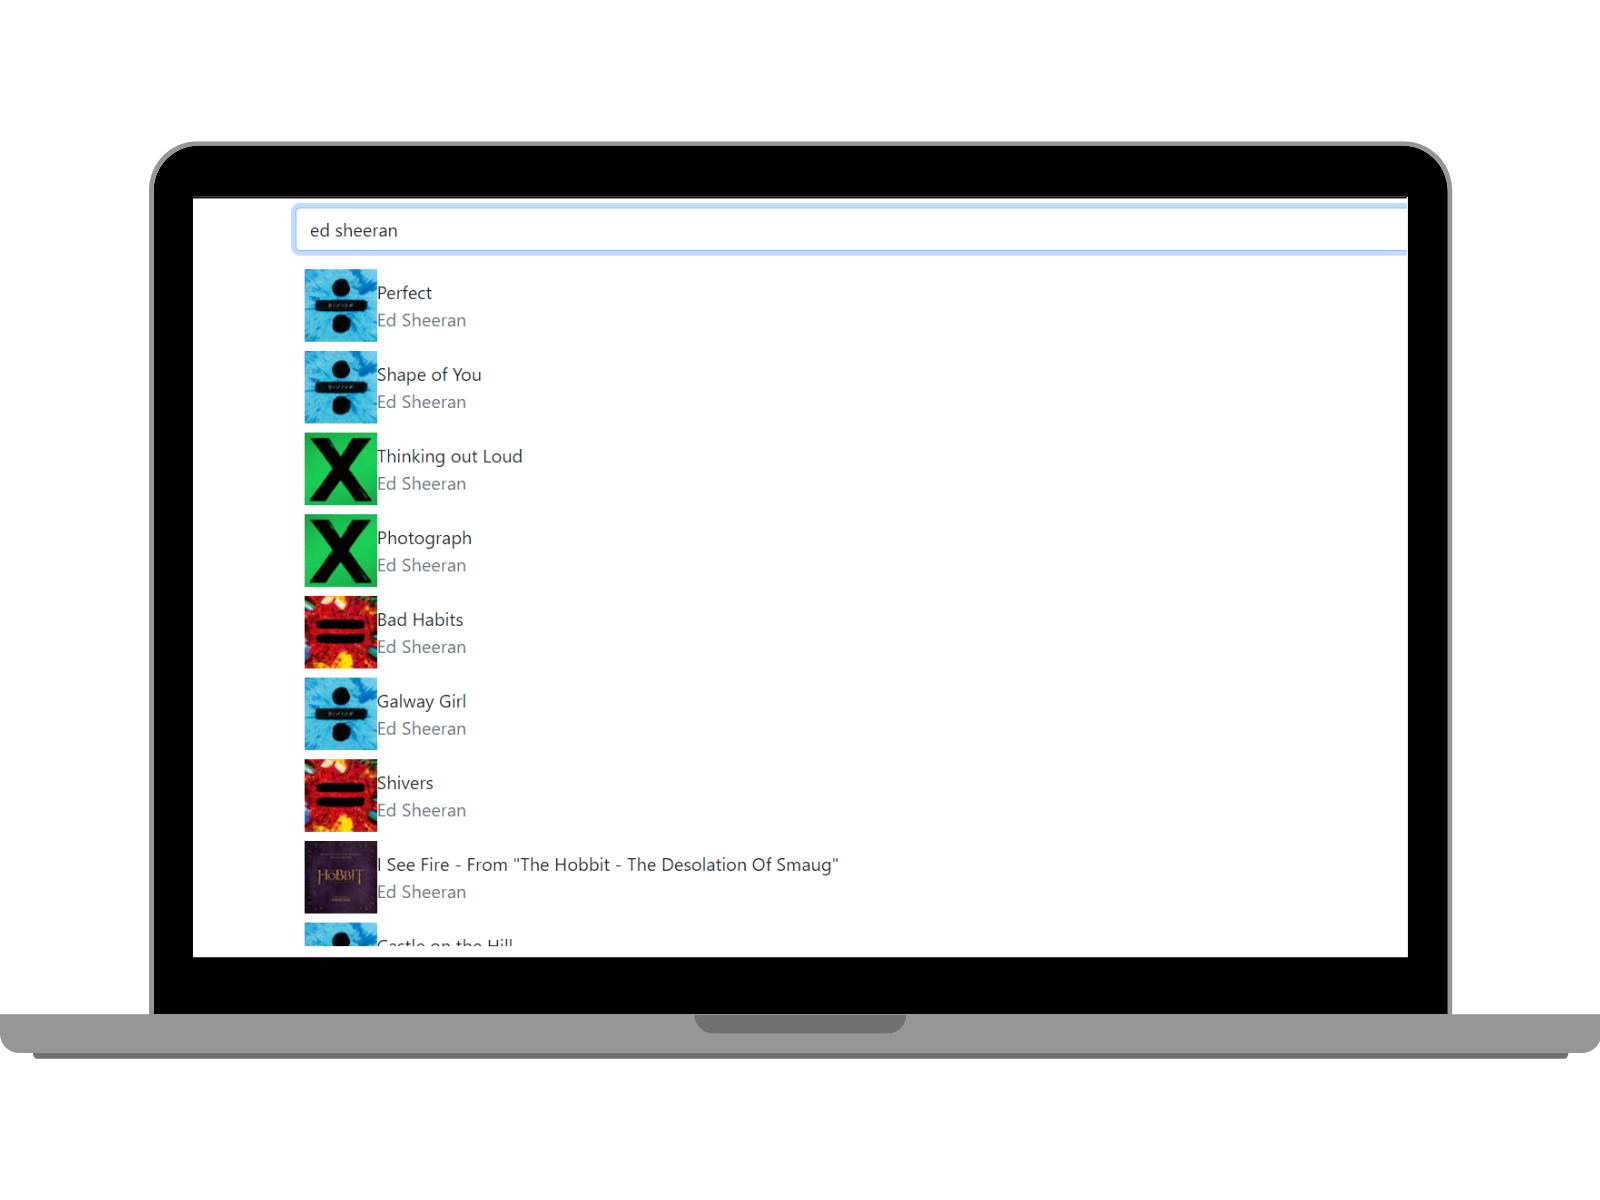 ed sheeran
Perfect
Ed Sheeran
Shape of You
Ed Sheeran
Thinking out Loud
Ed Sheeran
Photograph
Ed Sheeran
Bad Habits
Ed Sheeran
Galway Girl
Ed Sheeran
Shivers
Ed Sheeran
I See Fire - From "The Hobbit - The Desolation Of Smaug"
Ed Sheeran
HOBBIT
Castle on the Hill